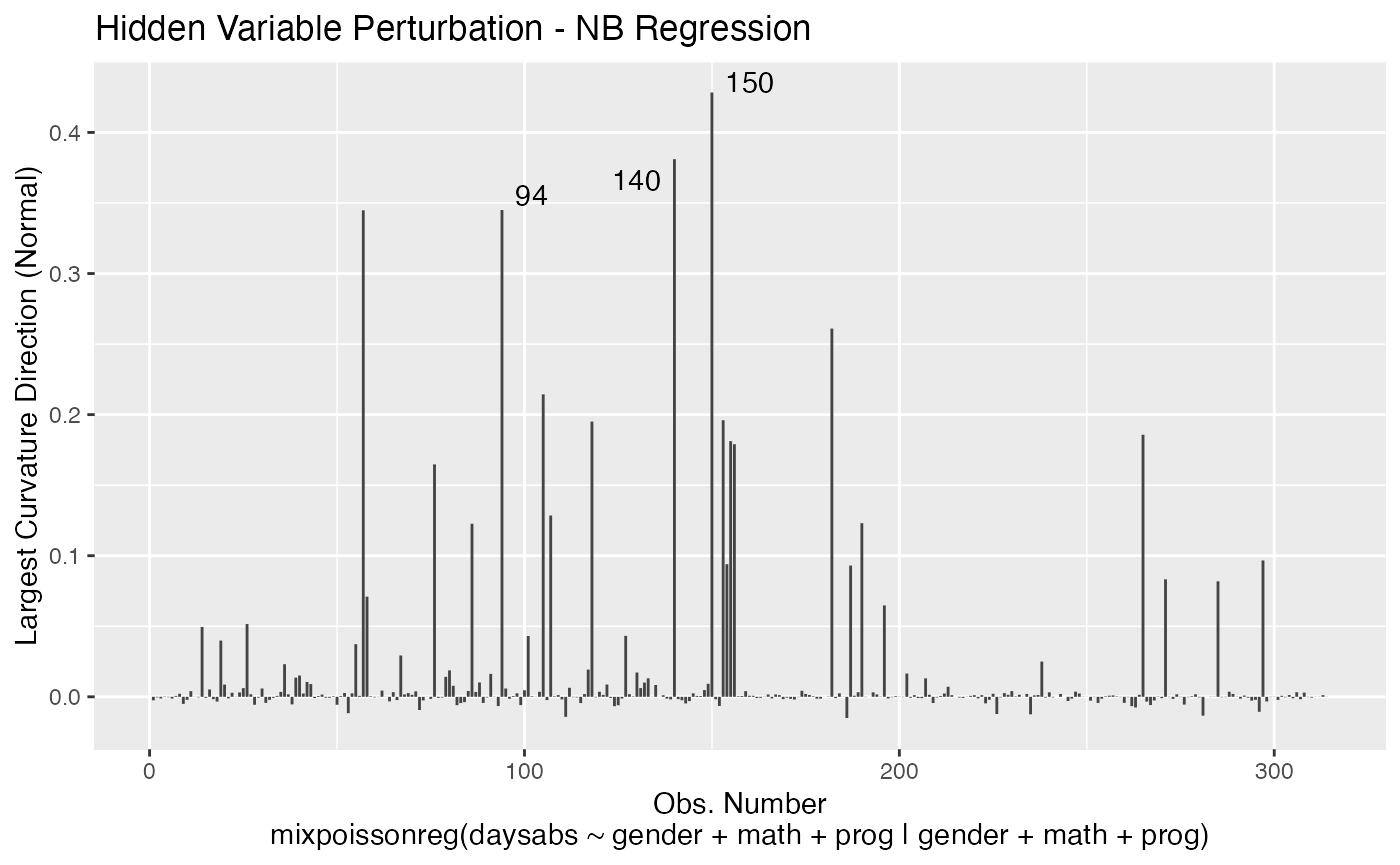 Hidden Variable Perturbation - NB Regression
150
140
94
0.4
0.3
0.2
0.1
0.0
Largest Curvature Direction (Normal)
0 100 200 300
Obs. Number
mixpoissonreg(daysabs ~ gender + math + prog | gender + math + prog)